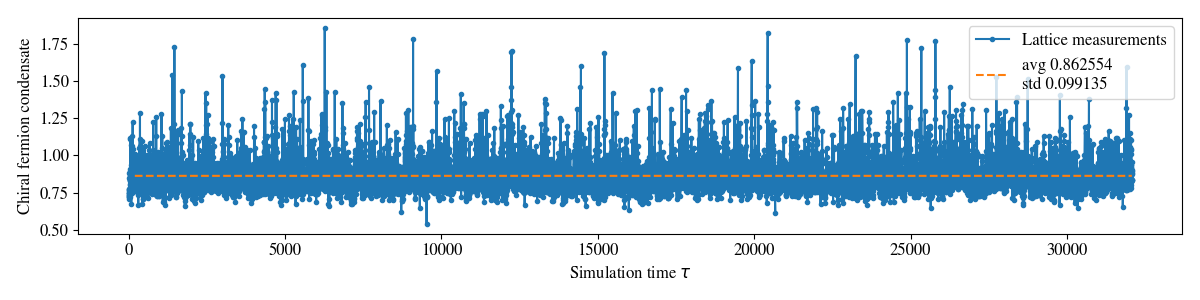 Chiral fermion condensate
1.75
1.50
1.25
1.00
0.75
0.50
0
5000
10000
15000
20000
25000
30000
Simulation time τ
Lattice measurements
avg 0.862554
std 0.099135